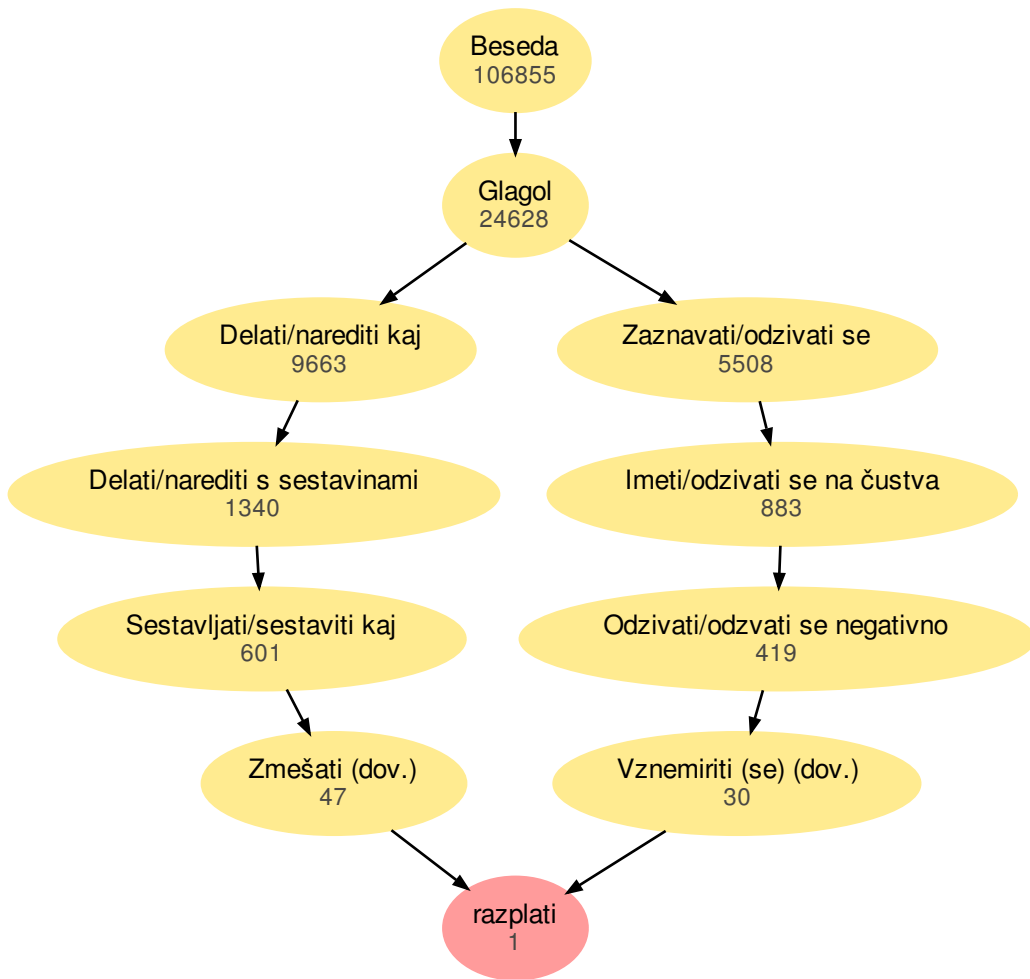 Beseda
106855
Glagol
24628
Delati/narediti kaj
9663
Zaznavati/odzivati se
5508
Delati/narediti s sestavinami
1340
Imeti/odzivati se na čustva
883
Sestavljati/sestaviti kaj
601
Odzivati/odzvati se negativno
419
Zmešati (dov.)
47
Vznemiriti (se) (dov.)
30
razplati
1